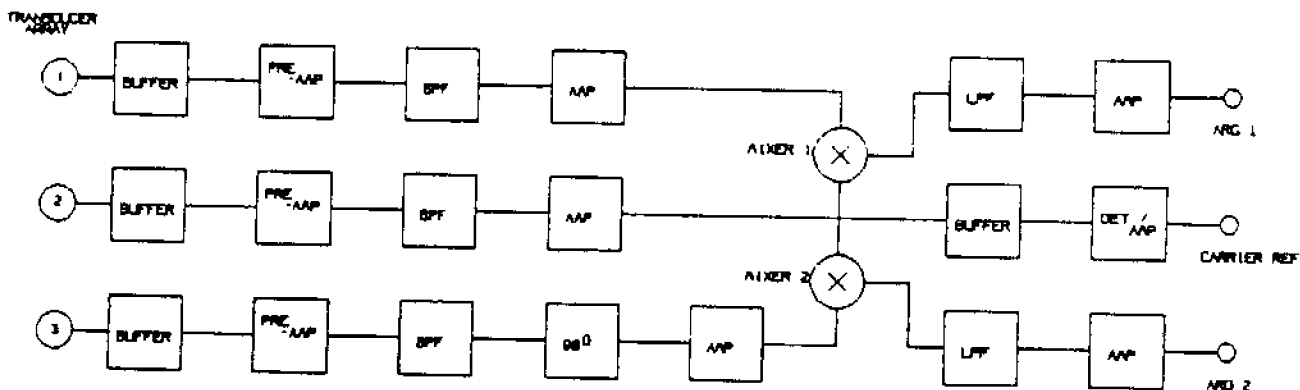 TRANSDUCER
ARRAY
1
BUFFER
PRE
-AMP
BPF
AMP
MIXER 1
LPF
AMP
ARG 1
2
BUFFER
PRE
-AMP
BPF
AMP
BUFFER
DET/
AMP
CARRIER REF
MIXER 2
3
BUFFER
PRE
-AMP
BPF
90°
AMP
LPF
AMP
ARG 2